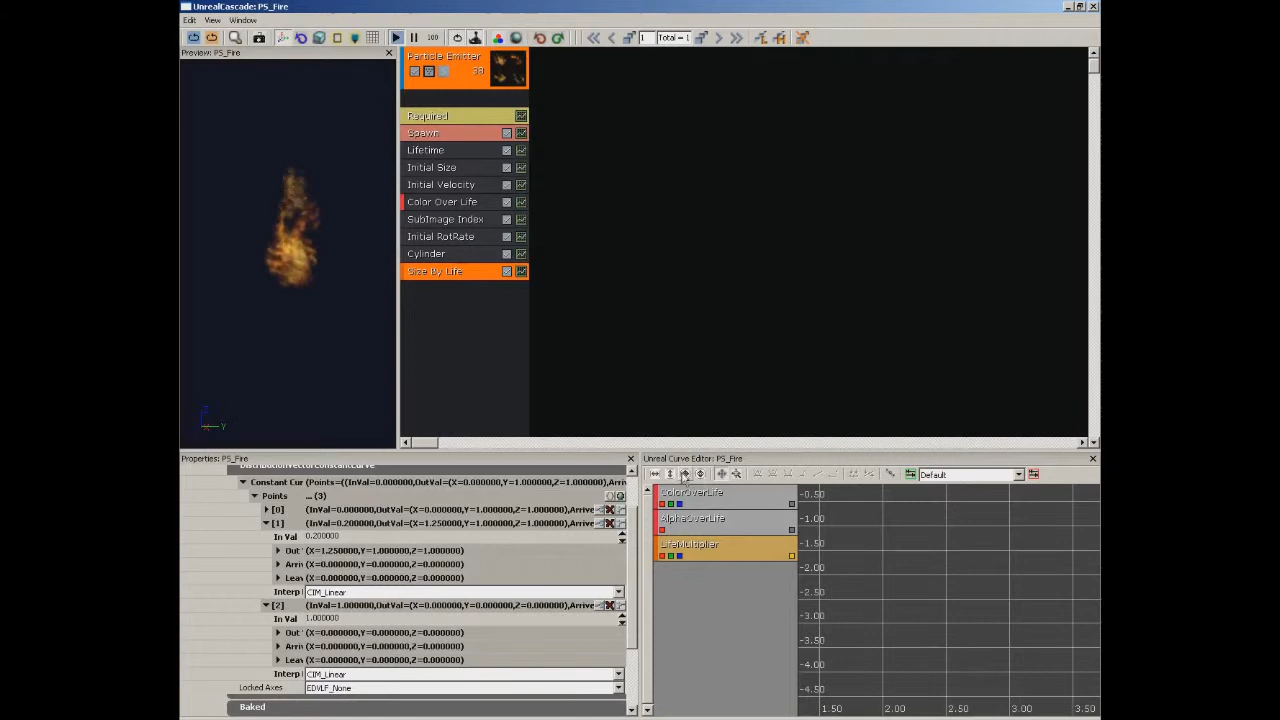 UnrealCascade: PS_Fire
Edit View Window
100
1
Total = 1
Preview: PS_Fire
Particle Emitter
Required
Spawn
Lifetime
Initial Size
Initial Velocity
Color Over Life
SubImage Index
Initial RotRate
Cylinder
Size By Life
Z
Y
X
Properties: PS_Fire
DistributionVectorConstantCurve
Constant Cur (Points=((InVal=0.000000,OutVal=(X=0.000000,Y=1.000000,Z=1.000000),Arriv
Points ... (3)
[0] (InVal=0.000000,OutVal=(X=0.000000,Y=1.000000,Z=1.000000),Arrive
[1] (InVal=0.200000,OutVal=(X=1.250000,Y=1.000000,Z=1.000000),Arrive
In Val 0.200000
Out (X=1.250000,Y=1.000000,Z=1.000000)
Arri (X=0.000000,Y=0.000000,Z=0.000000)
Lea (X=0.000000,Y=0.000000,Z=0.000000)
Interp CIM_Linear
[2] (InVal=1.000000,OutVal=(X=0.000000,Y=0.000000,Z=0.000000),Arrive
In Val 1.000000
Out (X=0.000000,Y=0.000000,Z=0.000000)
Arri (X=0.000000,Y=0.000000,Z=0.000000)
Lea (X=0.000000,Y=0.000000,Z=0.000000)
Interp CIM_Linear
Locked Axes EDVLF_None
Baked
Unreal Curve Editor: PS_Fire
Default
ColorOverLife
AlphaOverLife
LifeMultiplier
-0.50
-1.00
-1.50
-2.00
-2.50
-3.00
-3.50
-4.00
-4.50
1.50 2.00 2.50 3.00 3.50